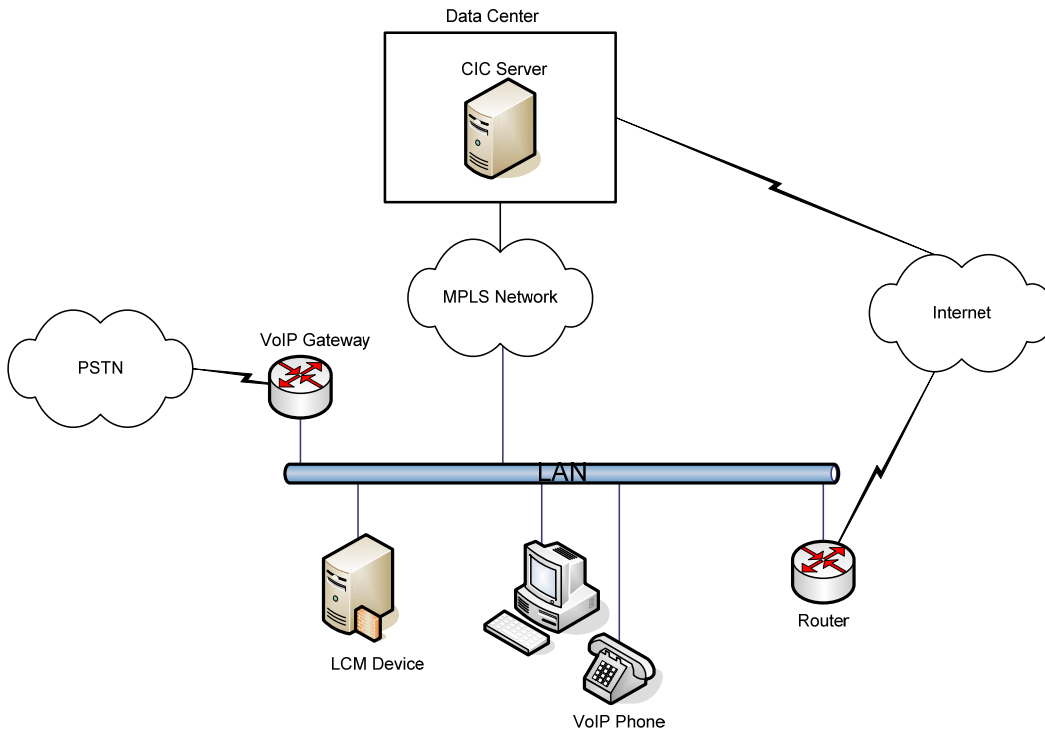 Data Center
CIC Server
MPLS Network
Internet
VoIP Gateway
PSTN
LAN
LCM Device
Router
VoIP Phone